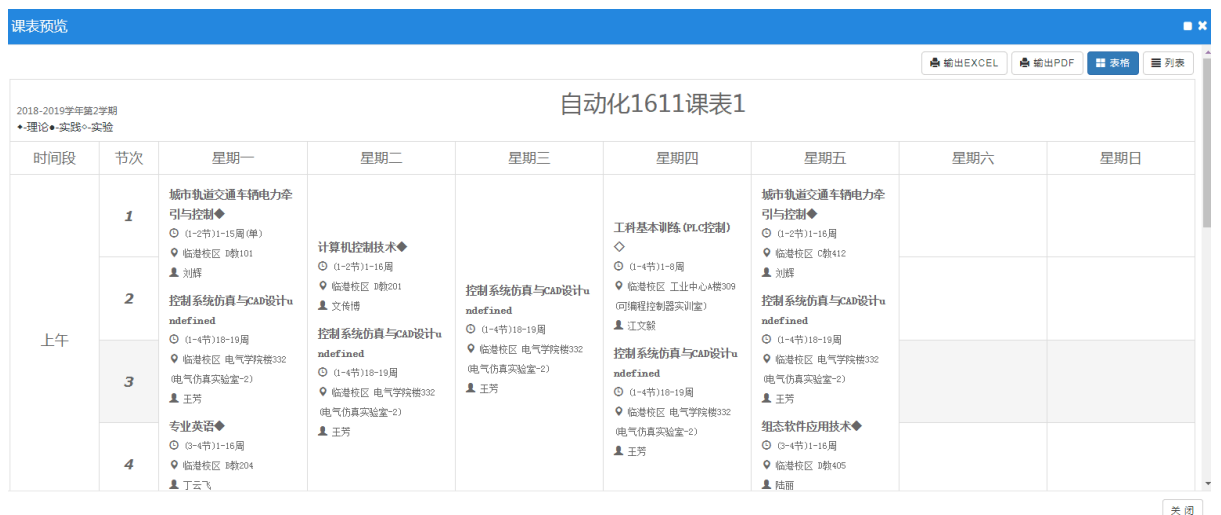 课表预览
输出EXCEL 输出PDF 表格 列表
2018-2019学年第2学期
◆-理论●-实践◇-实验
自动化1611课表1
时间段 节次 星期一 星期二 星期三 星期四 星期五 星期六 星期日
上午
1
2
3
4
城市轨道交通车辆电力牵
引与控制◆
(1-2节)1-15周(单)
临港校区 D教101
刘辉
控制系统仿真与CAD设计u
ndefined
(1-4节)18-19周
临港校区 电气学院楼332
(电气仿真实验室-2)
王芳
专业英语◆
(3-4节)1-16周
临港校区 B教204
丁云飞
计算机控制技术◆
(1-2节)1-16周
临港校区 D教201
文传博
控制系统仿真与CAD设计u
ndefined
(1-4节)18-19周
临港校区 电气学院楼332
(电气仿真实验室-2)
王芳
控制系统仿真与CAD设计u
ndefined
(1-4节)18-19周
临港校区 电气学院楼332
(电气仿真实验室-2)
王芳
工科基本训练(PLC控制)
◇
(1-4节)1-8周
临港校区 工业中心A楼309
(可编程控制器实训室)
江文毅
控制系统仿真与CAD设计u
ndefined
(1-4节)18-19周
临港校区 电气学院楼332
(电气仿真实验室-2)
王芳
城市轨道交通车辆电力牵
引与控制◆
(1-2节)1-16周
临港校区 C教412
刘辉
控制系统仿真与CAD设计u
ndefined
(1-4节)18-19周
临港校区 电气学院楼332
(电气仿真实验室-2)
王芳
组态软件应用技术◆
(3-4节)1-16周
临港校区 D教405
陆丽
关闭